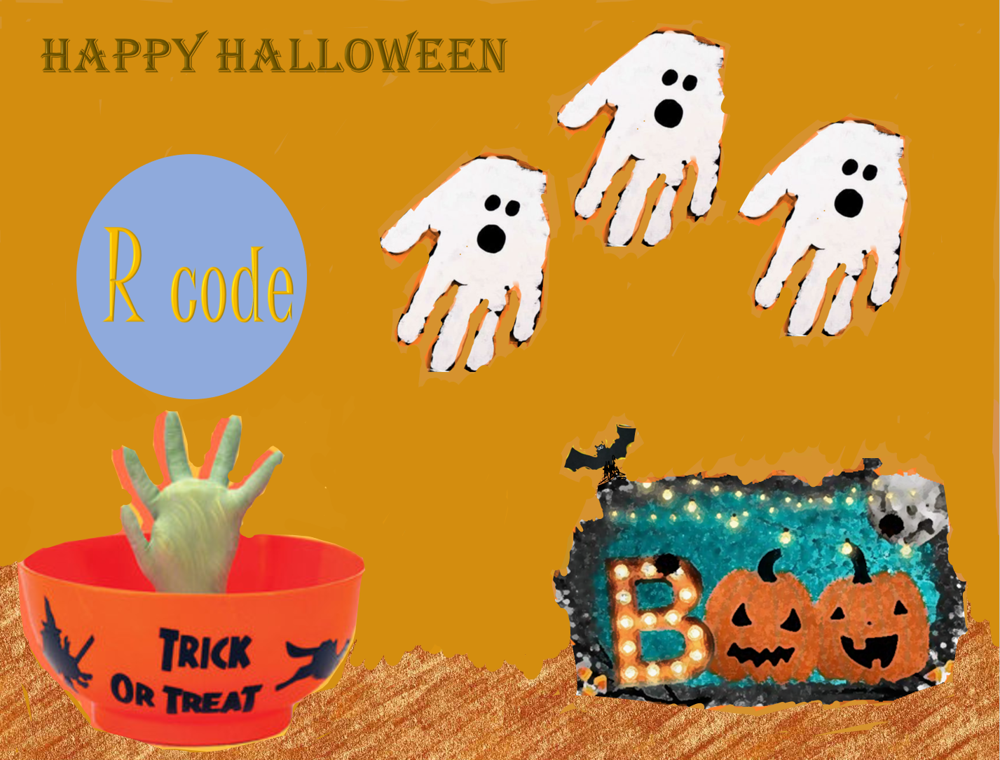 HAPPY HALLOWEEN
R code
TRICK
OR TREAT
BOO